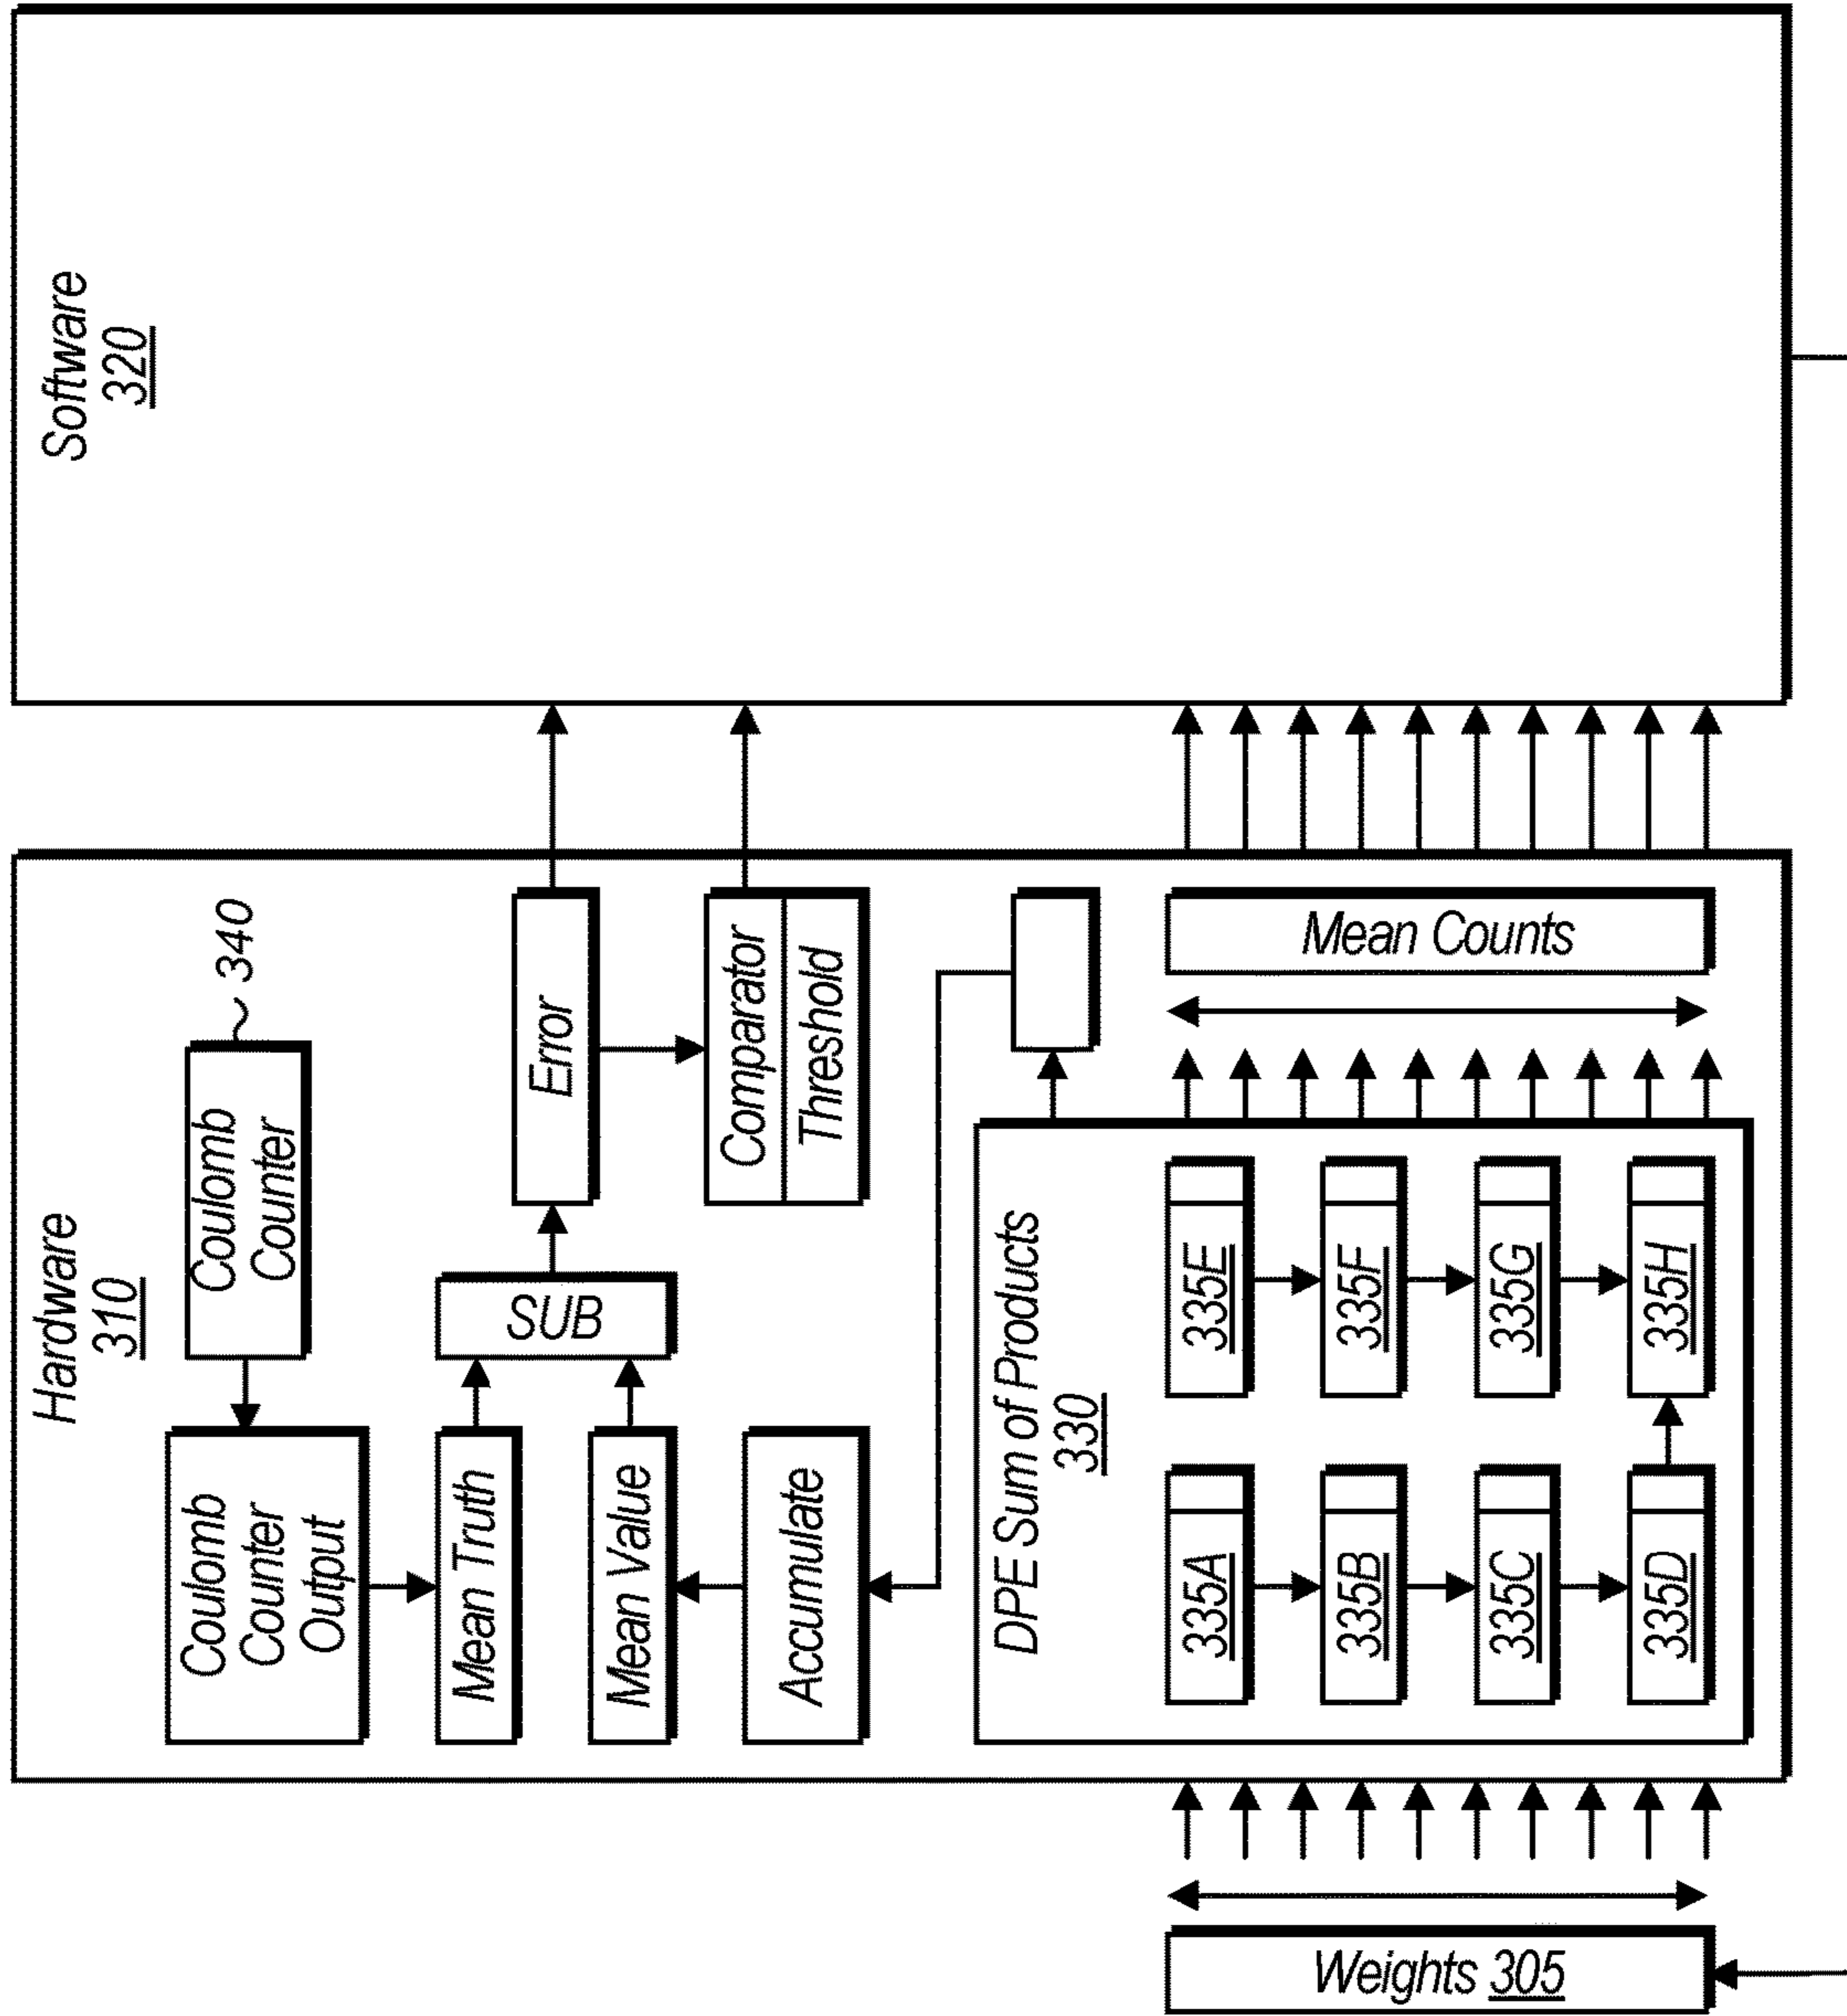 Hardware
310
Coulomb
Counter
340
Coulomb
Counter
Output
Mean Truth
Mean Value
Accumulate
SUB
Error
Comparator
Threshold
DPE Sum of Products
330
335A
335B
335C
335D
335E
335F
335G
335H
Mean Counts
Weights 305
Software
320